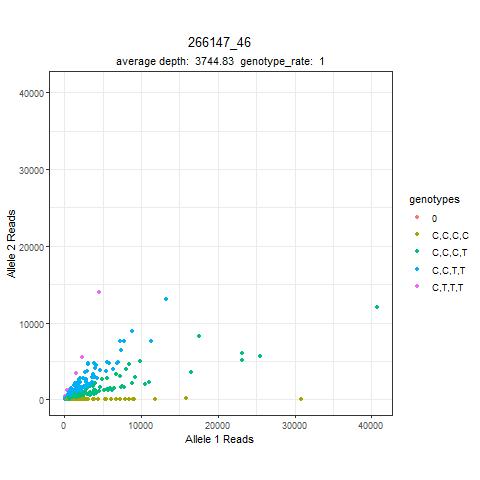 266147_46
average depth:  3744.83  genotype_rate:  1
40000
30000
20000
10000
0
Allele 2 Reads
0
10000
20000
30000
40000
Allele 1 Reads
genotypes
0
C,C,C,C
C,C,C,T
C,C,T,T
C,T,T,T